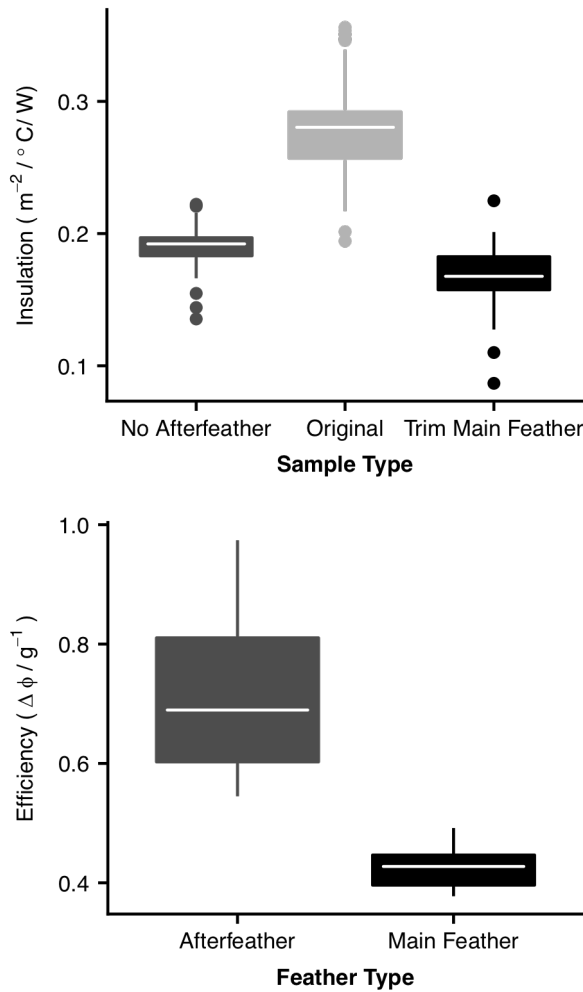 Insulation ( m⁻² / ° C/ W)
0.3
0.2
0.1
No Afterfeather Original Trim Main Feather
Sample Type
Efficiency ( Δ ϕ / g⁻¹ )
1.0
0.8
0.6
0.4
Afterfeather Main Feather
Feather Type